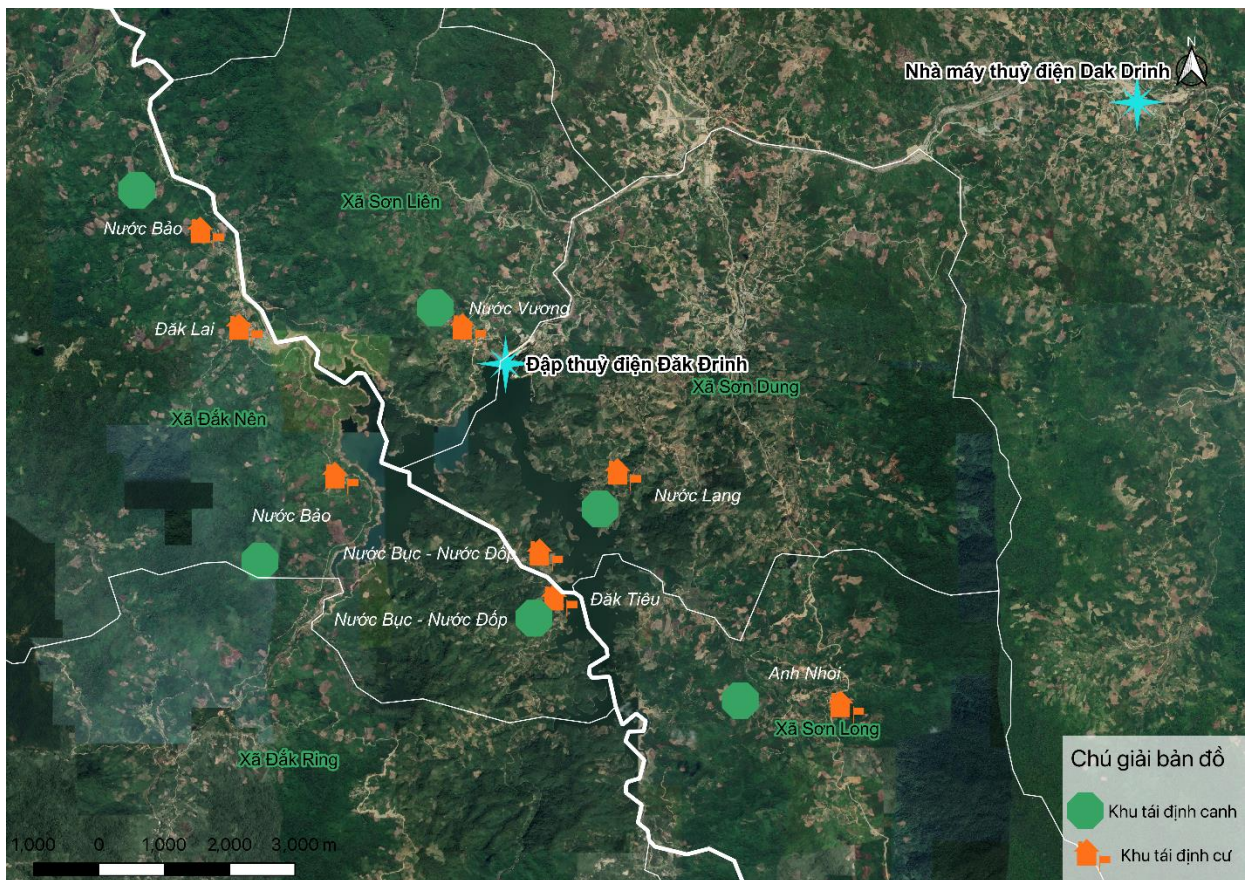 N
Nhà máy thuỷ điện Dak Drinh
Xã Sơn Liên
Nước Bảo
Nước Vương
Đăk Lai
Đập thuỷ điện Đăk Đrinh
Xã Sơn Dung
Xã Đắk Nên
Nước Lạng
Nước Bảo
Nước Bục - Nước Đốp
Đăk Tiêu
Nước Bục - Nước Đốp
Anh Nhoi
Xã Sơn Long
Xã Đắk Ring
Chú giải bản đồ
Khu tái định canh
Khu tái định cư
1,000 0 1,000 2,000 3,000 m